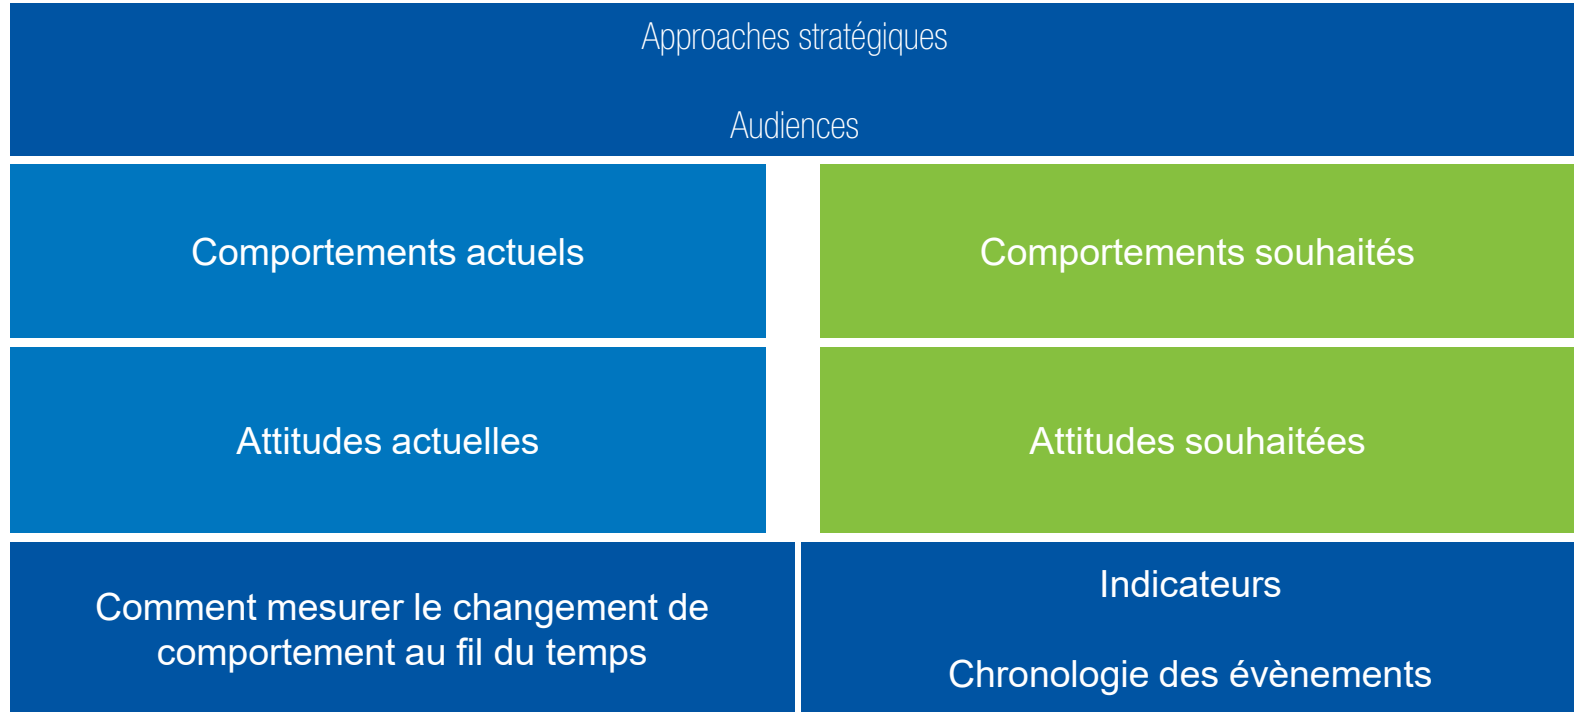 Approaches stratégiques
Audiences
Comportements actuels
Comportements souhaités
Attitudes actuelles
Attitudes souhaitées
Comment mesurer le changement de
comportement au fil du temps
Indicateurs
Chronologie des évènements